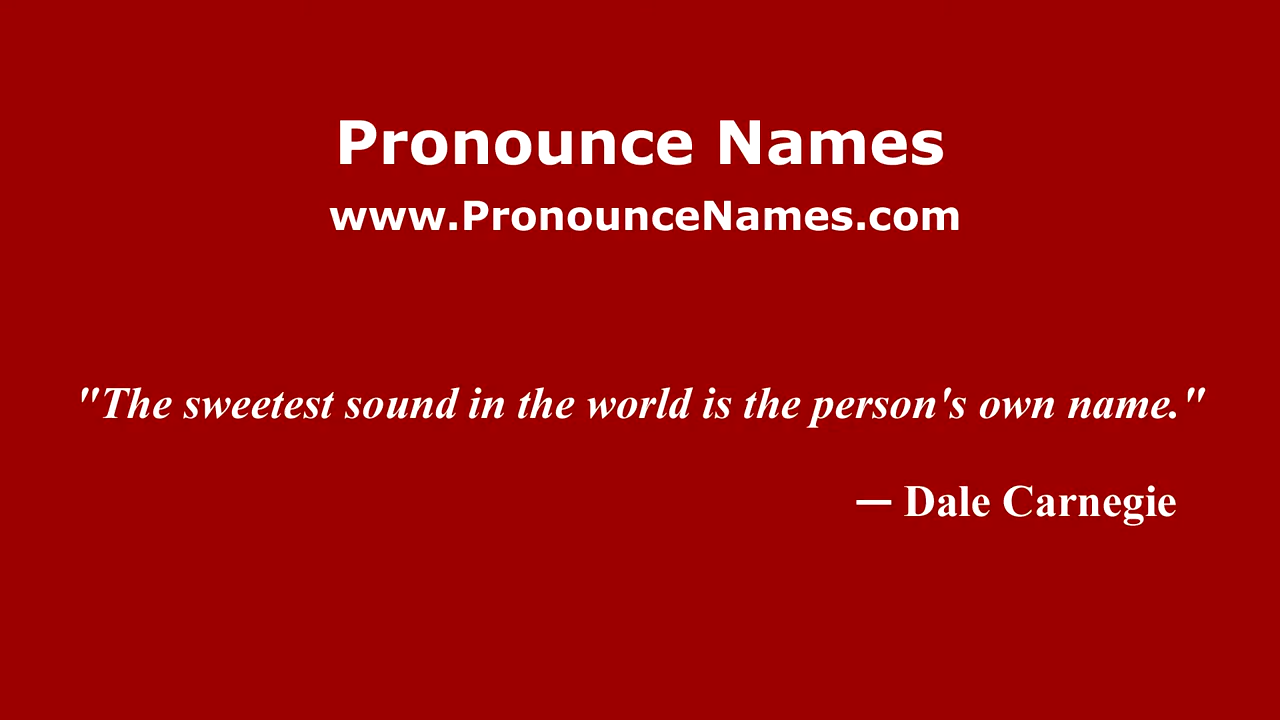 Pronounce Names
www.PronounceNames.com
"The sweetest sound in the world is the person's own name."
— Dale Carnegie